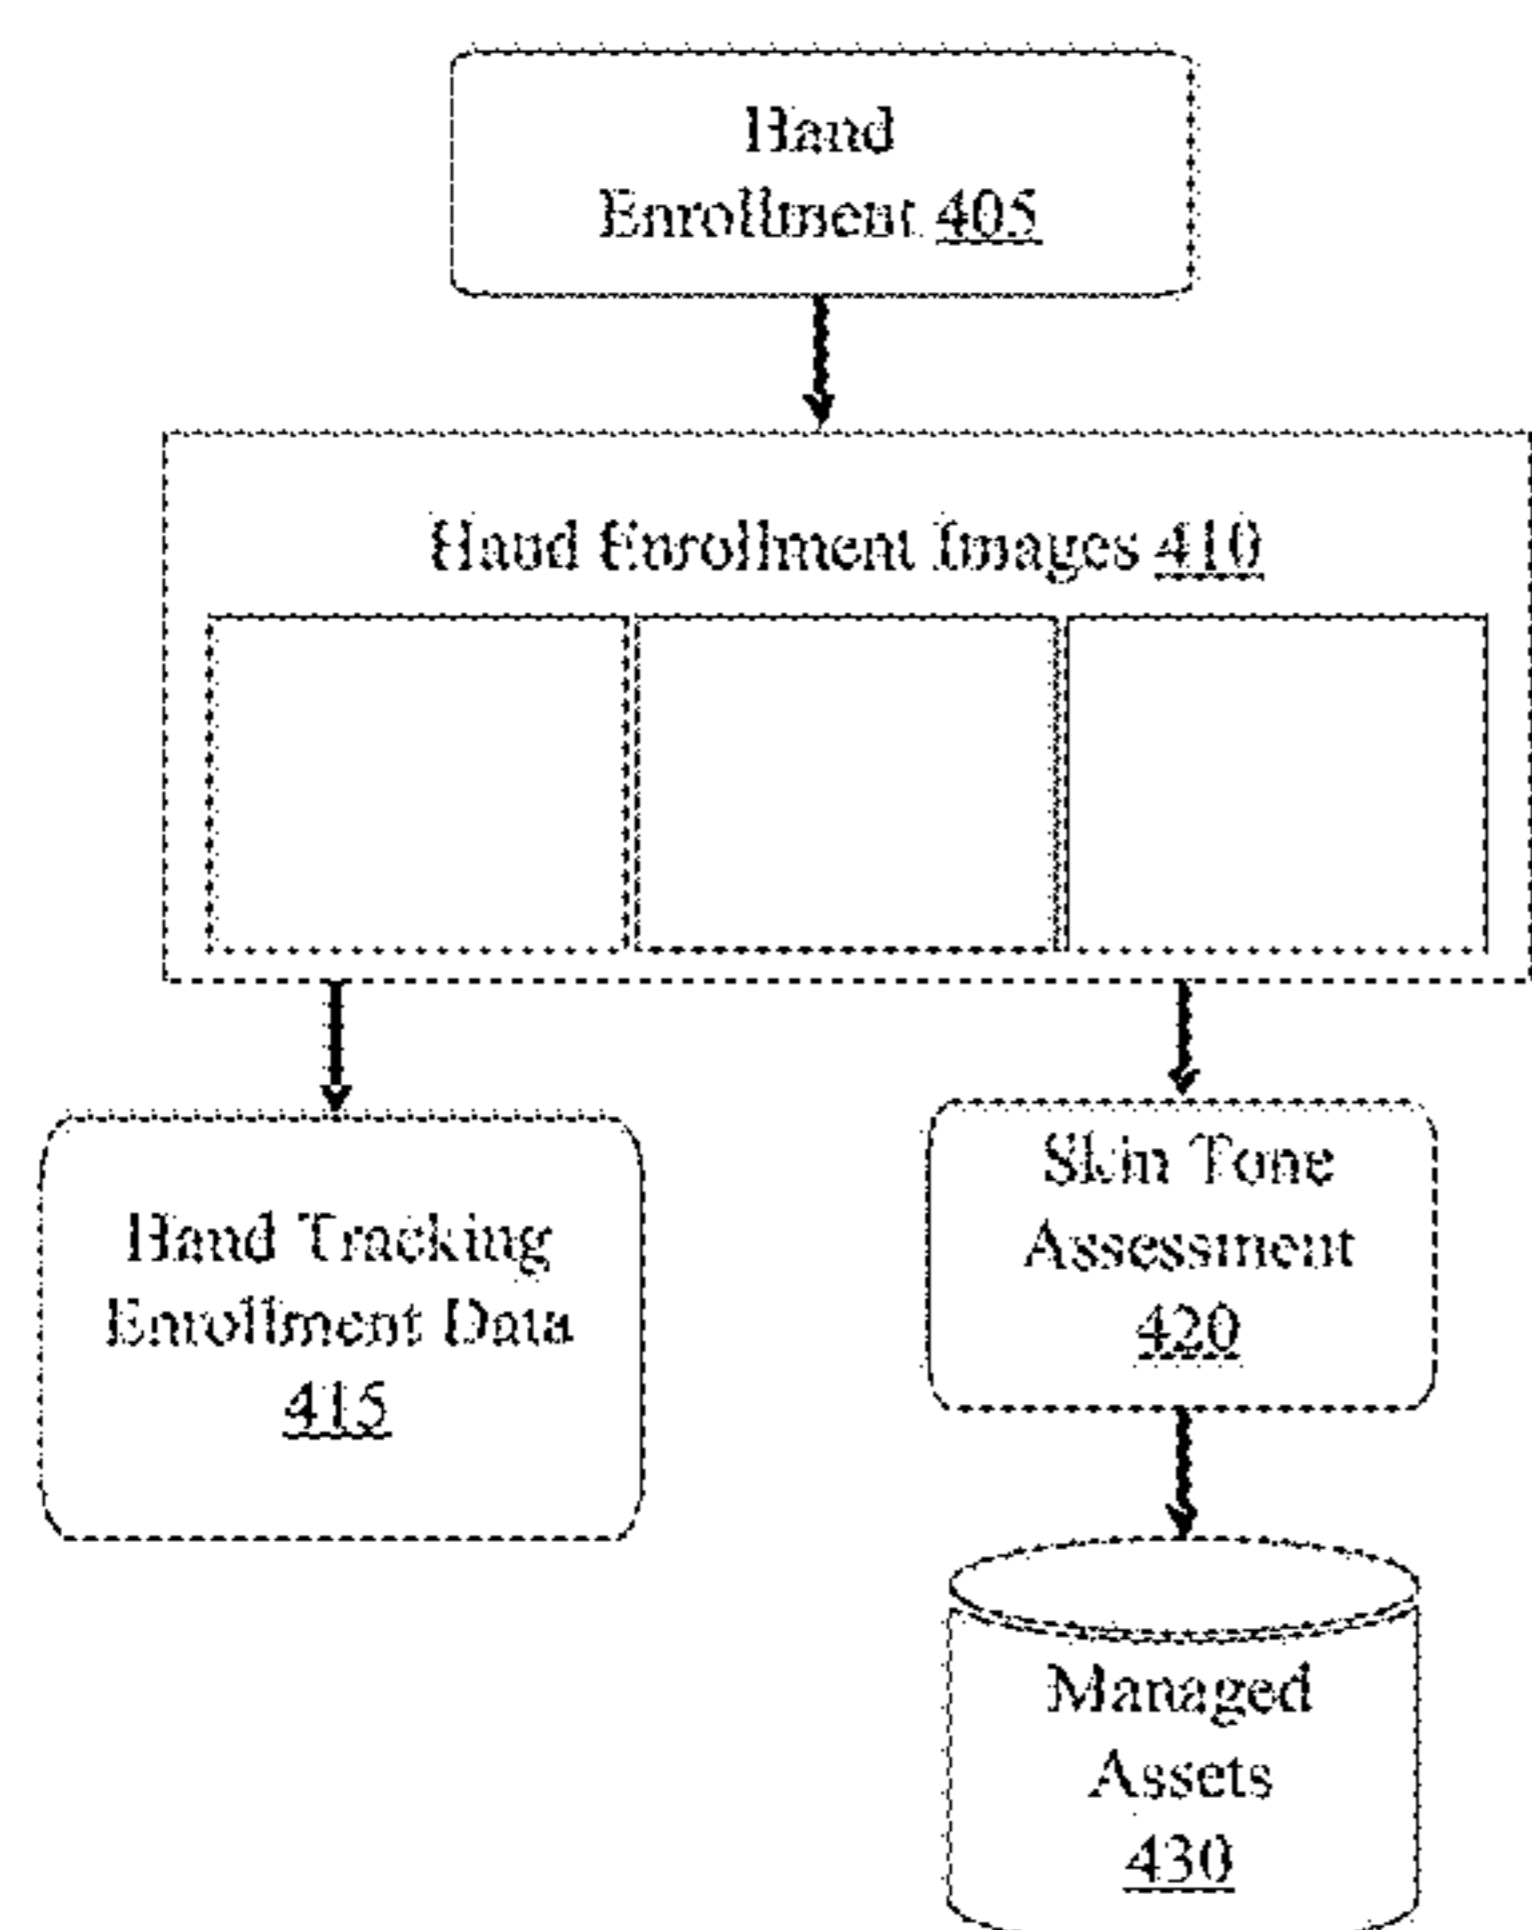 Hand
Enrollment 405
Hand Enrollment Images 410
Hand Tracking
Enrollment Data
415
Skin Tone
Assessment
420
Managed
Assets
430